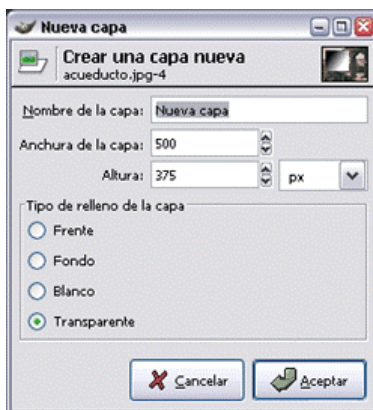 Nueva capa
Crear una capa nueva
acueducto.jpg-4
Nombre de la capa: Nueva capa
Anchura de la capa: 500
Altura: 375 px
Tipo de relleno de la capa
Frente
Fondo
Blanco
Transparente
Cancelar Aceptar